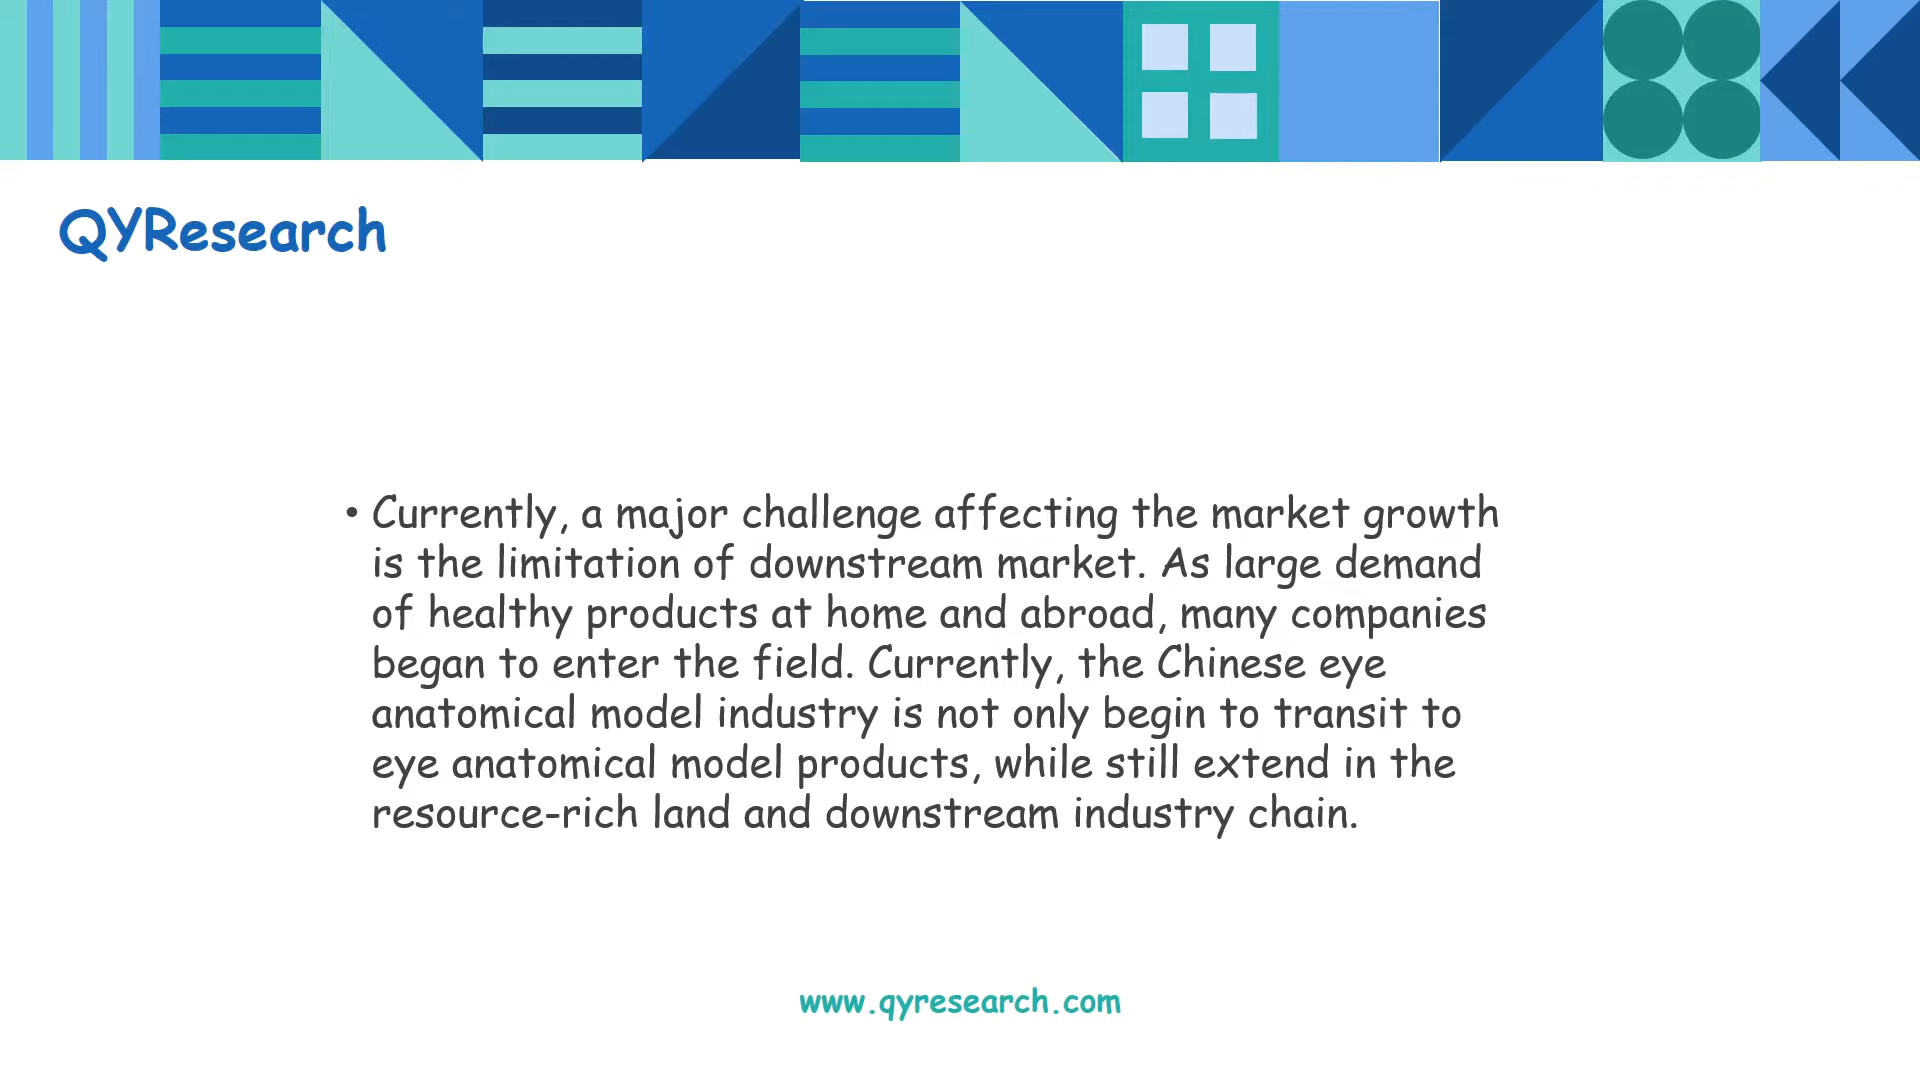 QYResearch
• Currently, a major challenge affecting the market growth
is the limitation of downstream market. As large demand
of healthy products at home and abroad, many companies
began to enter the field. Currently, the Chinese eye
anatomical model industry is not only begin to transit to
eye anatomical model products, while still extend in the
resource-rich land and downstream industry chain.
www.qyresearch.com